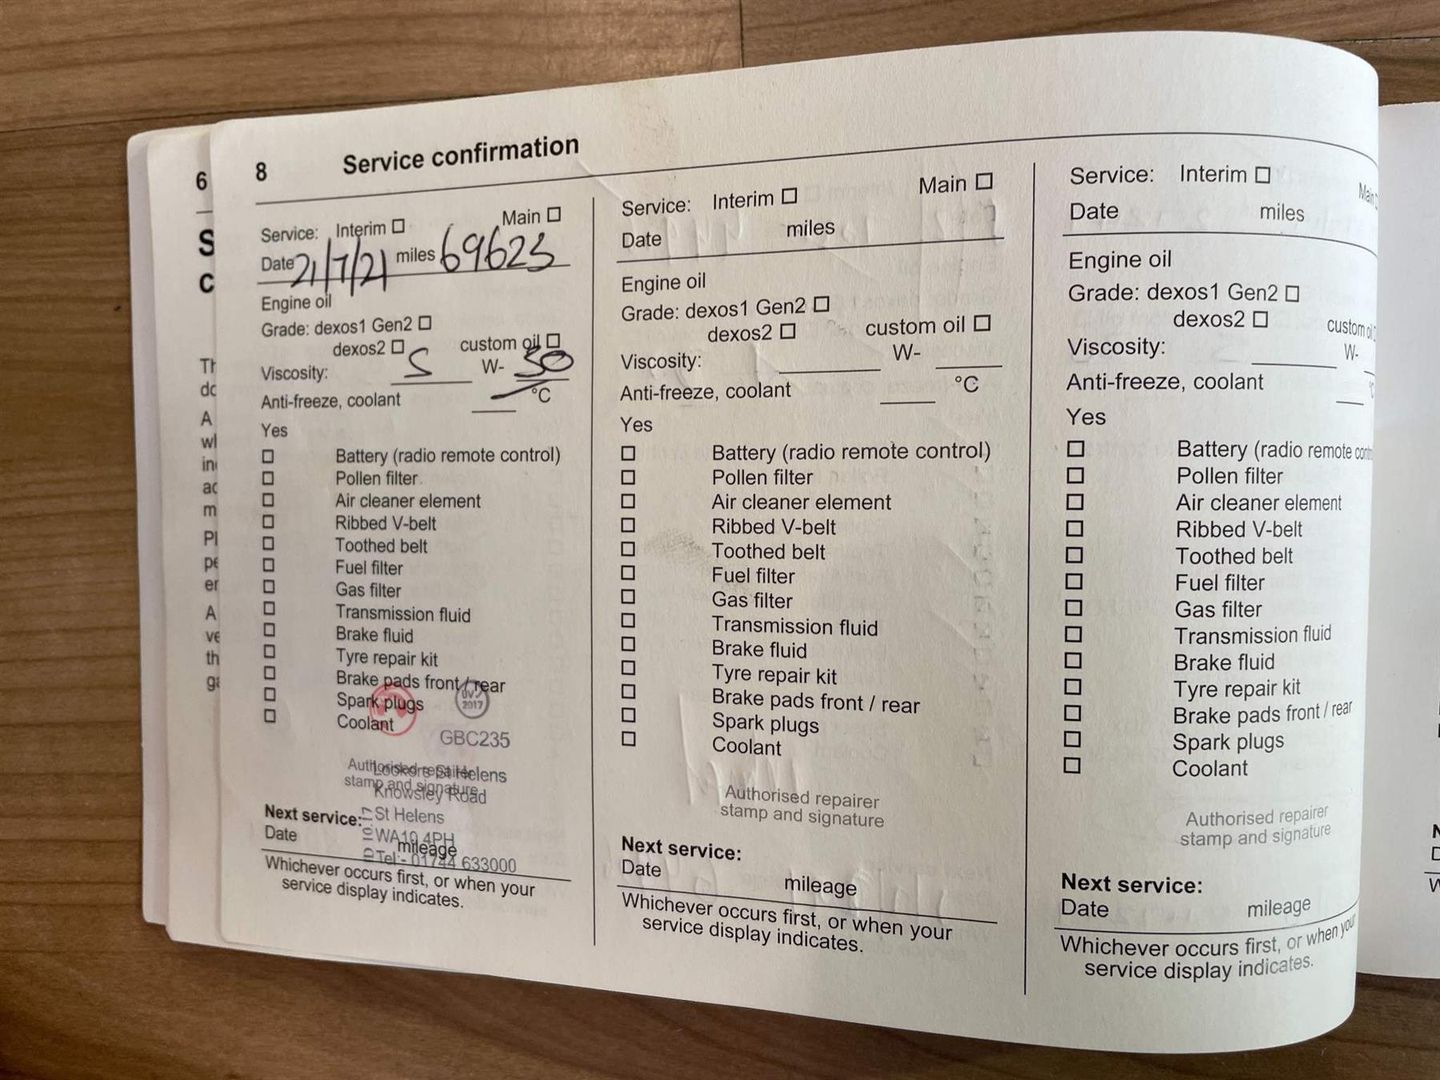 8 Service confirmation
Service: Interim ☐ Main ☐
Date 21/7/21 miles 69623
Engine oil
Grade: dexos1 Gen2 ☐
dexos2 ☐ custom oil ☐
Viscosity: 5 W- 30
Anti-freeze, coolant °C
Yes
☐ Battery (radio remote control)
☐ Pollen filter
☐ Air cleaner element
☐ Ribbed V-belt
☐ Toothed belt
☐ Fuel filter
☐ Gas filter
☐ Transmission fluid
☐ Brake fluid
☐ Tyre repair kit
☐ Brake pads front / rear
☐ Spark plugs
☐ Coolant
2017
GBC235
Authorised repairer
stamp and signature
Lookers St Helens
Knowsley Road
St Helens
WA10 4PH
Tel:- 01744 633000
Next service:
Date mileage
Whichever occurs first, or when your
service display indicates.
Service: Interim ☐ Main ☐
Date miles
Engine oil
Grade: dexos1 Gen2 ☐
dexos2 ☐ custom oil ☐
Viscosity: W-
Anti-freeze, coolant °C
Yes
☐ Battery (radio remote control)
☐ Pollen filter
☐ Air cleaner element
☐ Ribbed V-belt
☐ Toothed belt
☐ Fuel filter
☐ Gas filter
☐ Transmission fluid
☐ Brake fluid
☐ Tyre repair kit
☐ Brake pads front / rear
☐ Spark plugs
☐ Coolant
Authorised repairer
stamp and signature
Next service:
Date mileage
Whichever occurs first, or when your
service display indicates.
Service: Interim ☐ Main
Date miles
Engine oil
Grade: dexos1 Gen2 ☐
dexos2 ☐ custom oil
Viscosity: W-
Anti-freeze, coolant
Yes
☐ Battery (radio remote
☐ Pollen filter
☐ Air cleaner element
☐ Ribbed V-belt
☐ Toothed belt
☐ Fuel filter
☐ Gas filter
☐ Transmission fluid
☐ Brake fluid
☐ Tyre repair kit
☐ Brake pads front / rear
☐ Spark plugs
☐ Coolant
Authorised repairer
stamp and signature
Next service:
Date mileage
Whichever occurs first, or when your
service display indicates.
6